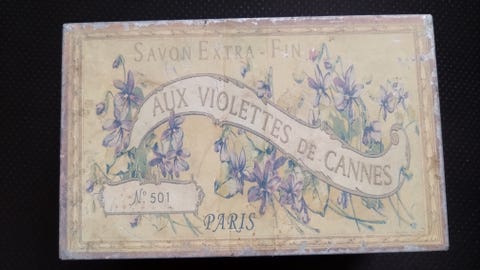 SAVON EXTRA-FIN
AUX VIOLETTES DE CANNES
No 501
PARIS